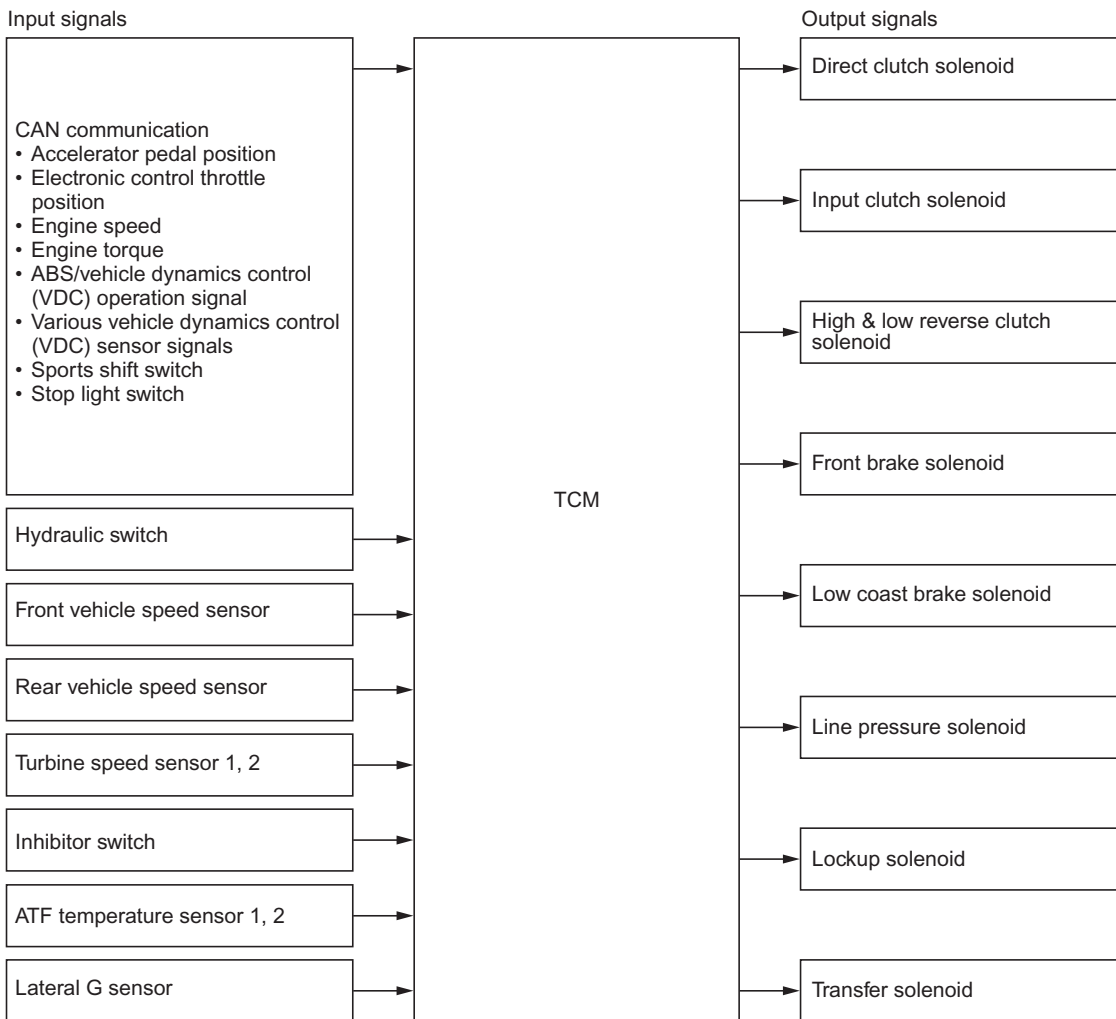 Input signals
CAN communication
• Accelerator pedal position
• Electronic control throttle
position
• Engine speed
• Engine torque
• ABS/vehicle dynamics control
(VDC) operation signal
• Various vehicle dynamics control
(VDC) sensor signals
• Sports shift switch
• Stop light switch
Hydraulic switch
Front vehicle speed sensor
Rear vehicle speed sensor
Turbine speed sensor 1, 2
Inhibitor switch
ATF temperature sensor 1, 2
Lateral G sensor
TCM
Output signals
Direct clutch solenoid
Input clutch solenoid
High & low reverse clutch
solenoid
Front brake solenoid
Low coast brake solenoid
Line pressure solenoid
Lockup solenoid
Transfer solenoid